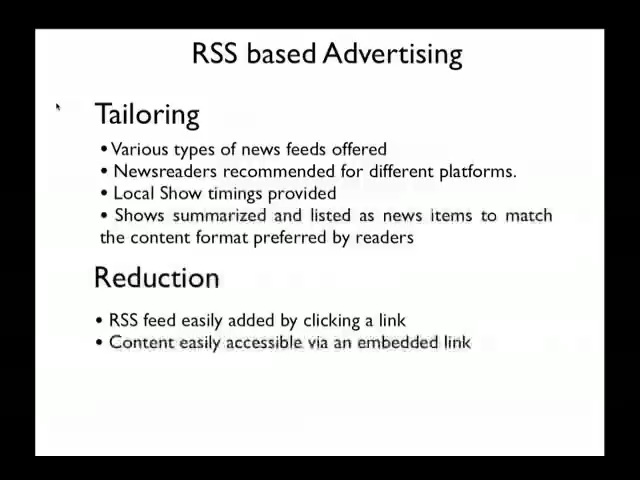 RSS based Advertising
Tailoring
• Various types of news feeds offered
• Newsreaders recommended for different platforms.
• Local Show timings provided
• Shows summarized and listed as news items to match
the content format preferred by readers
Reduction
• RSS feed easily added by clicking a link
• Content easily accessible via an embedded link